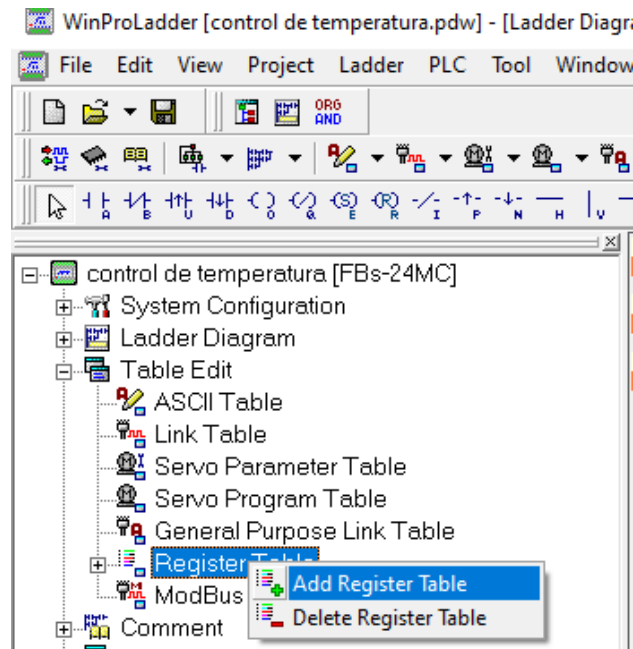 WinProLadder [control de temperatura.pdw] - [Ladder Diagra
File Edit View Project Ladder PLC Tool Window
ORG
AND
A B U D O Q E R I P N H V
control de temperatura [FBs-24MC]
System Configuration
Ladder Diagram
Table Edit
ASCII Table
Link Table
Servo Parameter Table
Servo Program Table
General Purpose Link Table
Register Table
Add Register Table
ModBus
Delete Register Table
Comment